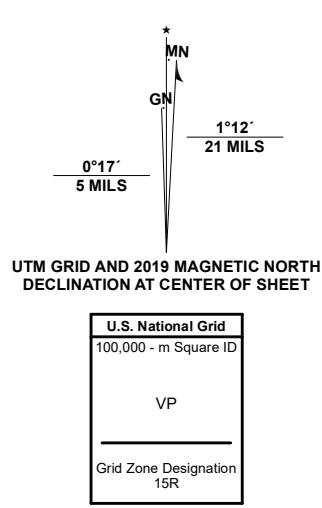 ★
MN
GN
1°12´
21 MILS
0°17´
5 MILS
UTM GRID AND 2019 MAGNETIC NORTH
DECLINATION AT CENTER OF SHEET
U.S. National Grid
100,000 - m Square ID
VP
Grid Zone Designation
15R